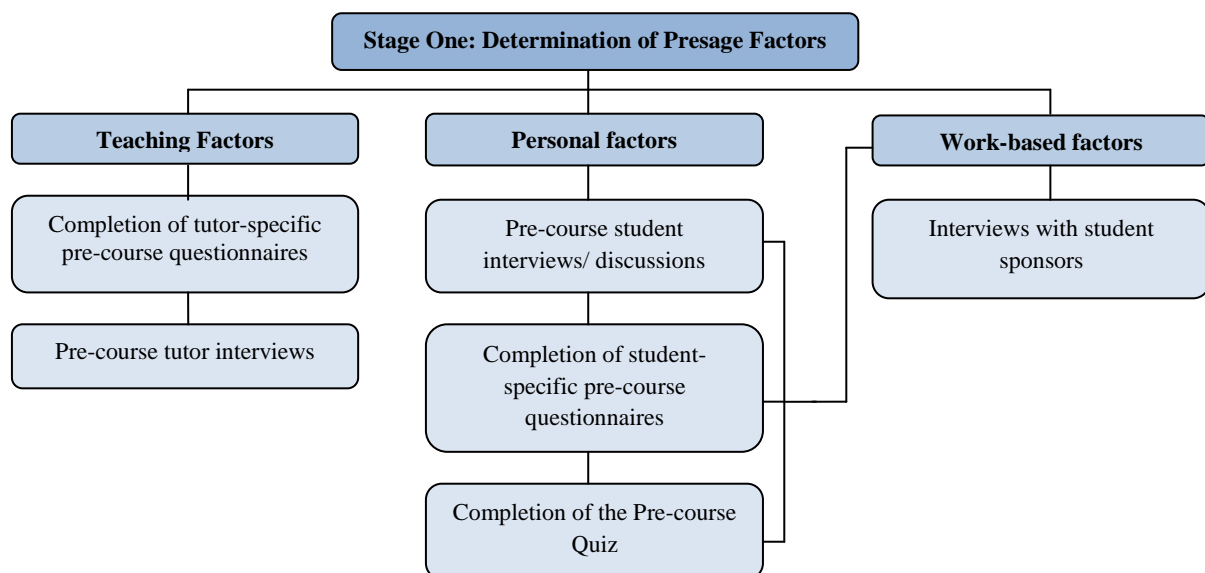 Stage One: Determination of Presage Factors
Teaching Factors
Personal factors
Work-based factors
Completion of tutor-specific
pre-course questionnaires
Pre-course student
interviews/ discussions
Interviews with student
sponsors
Pre-course tutor interviews
Completion of student-
specific pre-course
questionnaires
Completion of the Pre-course
Quiz